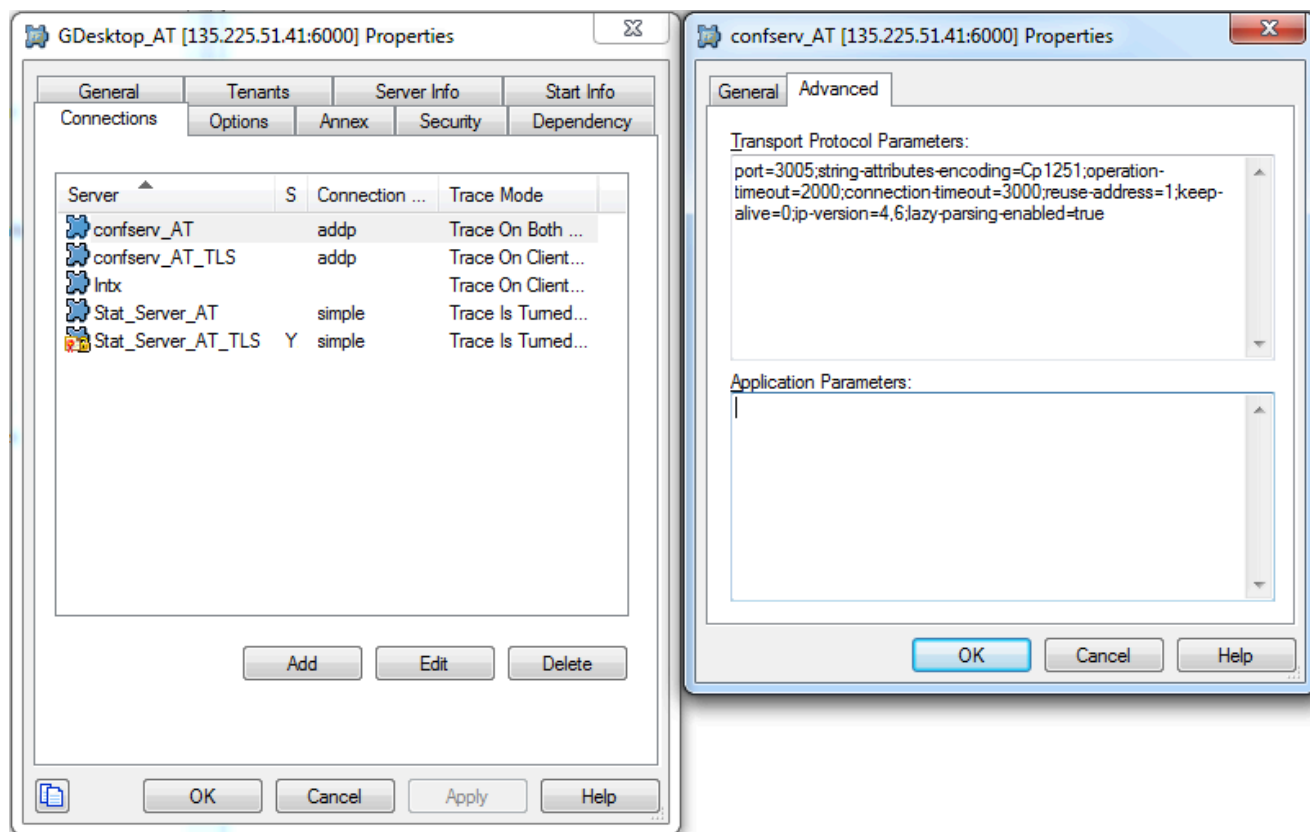 GDesktop_AT [135.225.51.41:6000] Properties
General Tenants Server Info Start Info
Connections Options Annex Security Dependency
Server S Connection ... Trace Mode
confserv_AT addp Trace On Both ...
confserv_AT_TLS addp Trace On Client...
Intx Trace On Client...
Stat_Server_AT simple Trace Is Turned...
Stat_Server_AT_TLS Y simple Trace Is Turned...
Add Edit Delete
OK Cancel Apply Help
confserv_AT [135.225.51.41:6000] Properties
General Advanced
Transport Protocol Parameters:
port=3005;string-attributes-encoding=Cp1251;operation-
timeout=2000;connection-timeout=3000;reuse-address=1;keep-
alive=0;ip-version=4,6;lazy-parsing-enabled=true
Application Parameters:
OK Cancel Help